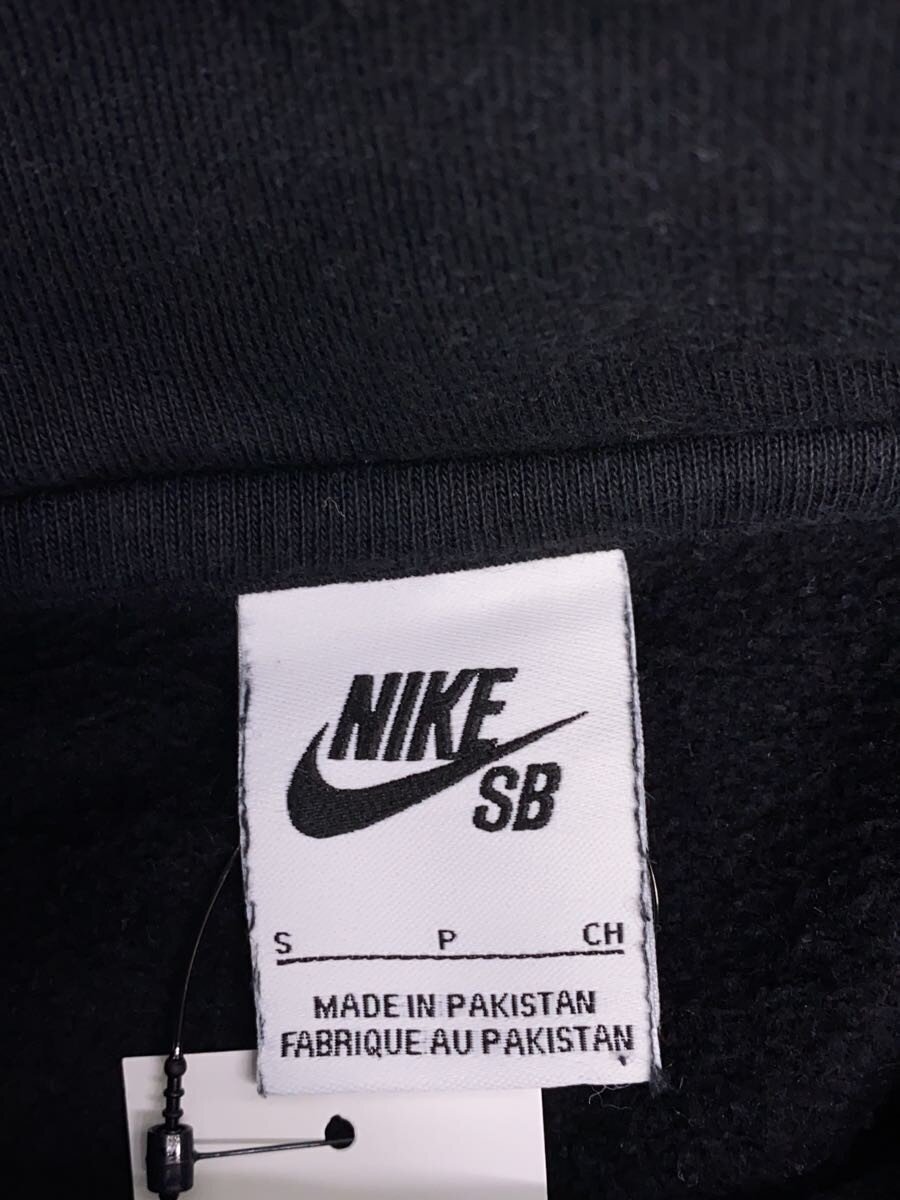 NIKE
SB
S P CH
MADE IN PAKISTAN
FABRIQUE AU PAKISTAN